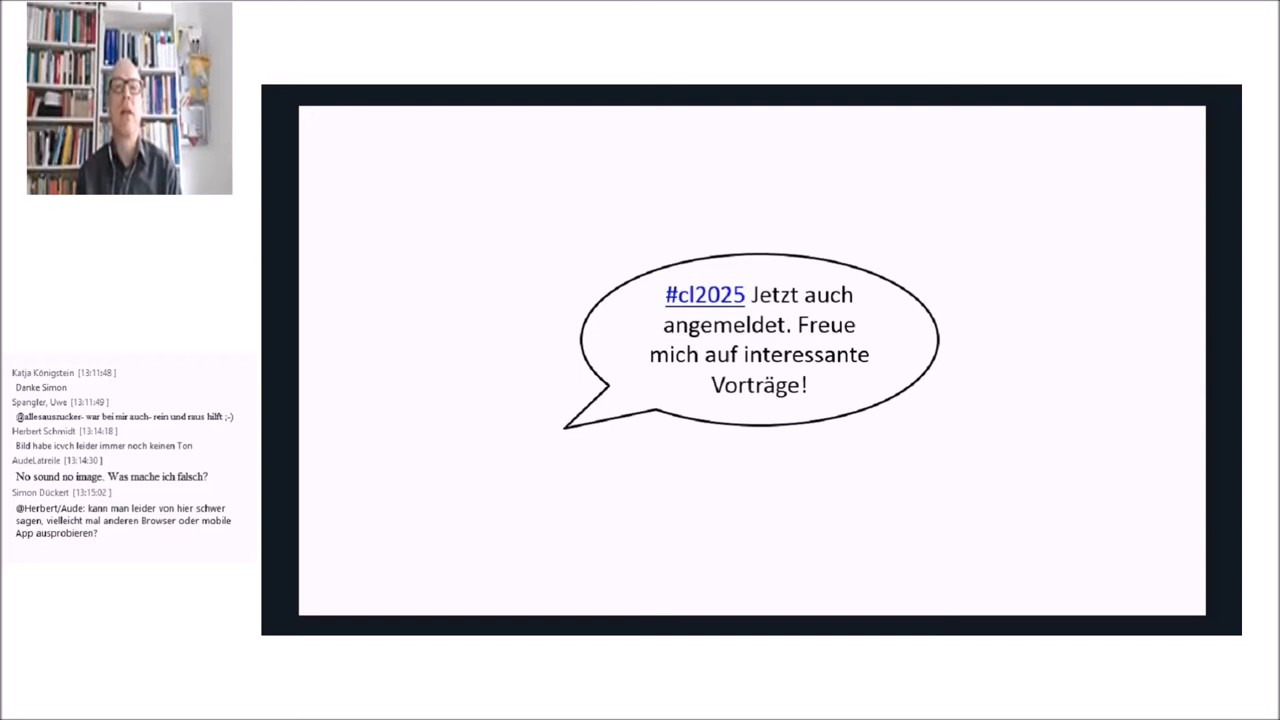 Katja Königstein [13:11:48 ]
Danke Simon
Spangler, Uwe [13:11:49 ]
@allesauszucker- war bei mir auch- rein und raus hilft ;-)
Herbert Schmidt [13:14:18 ]
Bild habe icvch leider immer noch keinen Ton
AudeLatreile [13:14:30 ]
No sound no image. Was mache ich falsch?
Simon Dückert [13:15:02 ]
@Herbert/Aude: kann man leider von hier schwer
sagen, vielleicht mal anderen Browser oder mobile
App ausprobieren?
#cl2025 Jetzt auch
angemeldet. Freue
mich auf interessante
Vorträge!